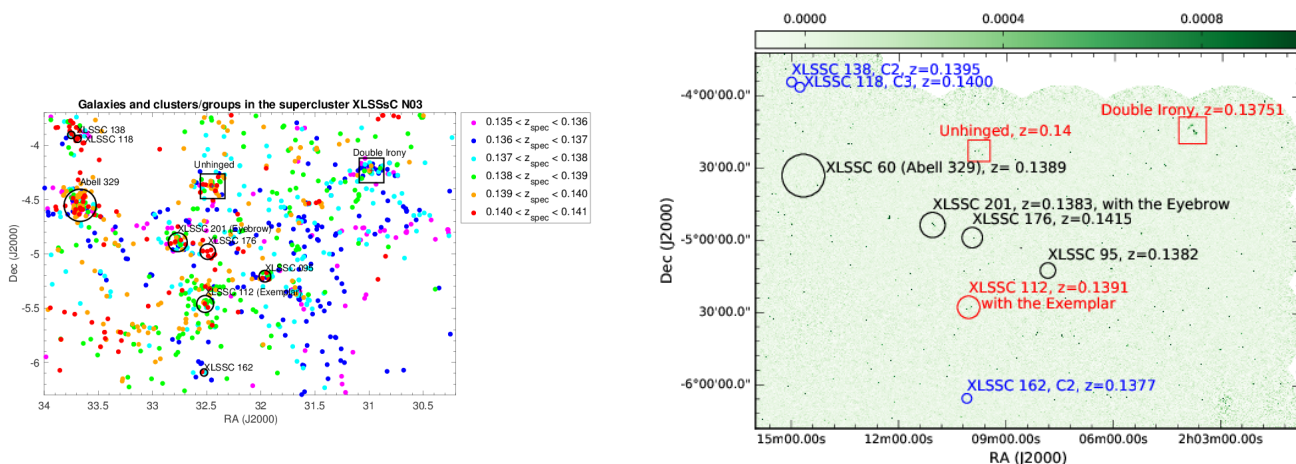 Galaxies and clusters/groups in the supercluster XLSSsC N03
XLSSC 138
XLSSC 118
Unhinged
Double Irony
Abell 329
XLSSC 201 (Eyebrow)
XLSSC 176
XLSSC 095
XLSSC 112 (Exemplar)
XLSSC 162
-4
-4.5
-5
-5.5
-6
Dec (J2000)
34
33.5
33
32.5
32
31.5
31
30.5
RA (J2000)
0.135 < z_spec < 0.136
0.136 < z_spec < 0.137
0.137 < z_spec < 0.138
0.138 < z_spec < 0.139
0.139 < z_spec < 0.140
0.140 < z_spec < 0.141
0.0000
0.0004
0.0008
XLSSC 138, C2, z=0.1395
XLSSC 118, C3, z=0.1400
Double Irony, z=0.13751
Unhinged, z=0.14
XLSSC 60 (Abell 329), z=0.1389
XLSSC 201, z=0.1383, with the Eyebrow
XLSSC 176, z=0.1415
XLSSC 95, z=0.1382
XLSSC 112, z=0.1391
with the Exemplar
XLSSC 162, C2, z=0.1377
-4°00'00.0"
30'00.0"
-5°00'00.0"
30'00.0"
-6°00'00.0"
Dec (J2000)
15m00.00s
12m00.00s
09m00.00s
06m00.00s
2h03m00.00s
RA (J2000)